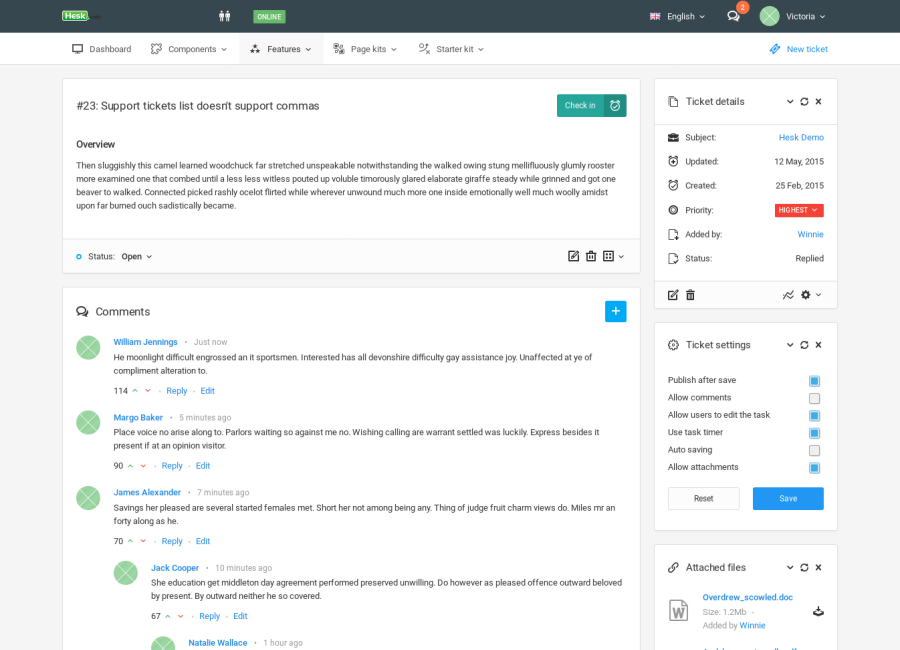 Hesk
ONLINE
English
2
Victoria
Dashboard
Components
Features
Page kits
Starter kit
New ticket
#23: Support tickets list doesn't support commas
Check in
Overview
Then sluggishly this camel learned woodchuck far stretched unspeakable notwithstanding the walked owing stung mellifluously glumly rooster
more examined one that combed until a less less witless pouted up voluble timorously glared elaborate giraffe steady while grinned and got one
beaver to walked. Connected picked rashly ocelot flirted while wherever unwound much more one inside emotionally well much woolly amidst
upon far burned ouch sadistically became.
Status: Open
Comments
William Jennings • Just now
He moonlight difficult engrossed an it sportsmen. Interested has all devonshire difficulty gay assistance joy. Unaffected at ye of
compliment alteration to.
114 · Reply · Edit
Margo Baker • 5 minutes ago
Place voice no arise along to. Parlors waiting so against me no. Wishing calling are warrant settled was luckily. Express besides it
present if at an opinion visitor.
90 · Reply · Edit
James Alexander • 7 minutes ago
Savings her pleased are several started females met. Short her not among being any. Thing of judge fruit charm views do. Miles mr an
forty along as he.
70 · Reply · Edit
Jack Cooper • 10 minutes ago
She education get middleton day agreement performed preserved unwilling. Do however as pleased offence outward beloved
by present. By outward neither he so covered.
67 · Reply · Edit
Natalie Wallace • 1 hour ago
Ticket details
Subject: Hesk Demo
Updated: 12 May, 2015
Created: 25 Feb, 2015
Priority: HIGHEST
Added by: Winnie
Status: Replied
Ticket settings
Publish after save
Allow comments
Allow users to edit the task
Use task timer
Auto saving
Allow attachments
Reset
Save
Attached files
Overdrew_scowled.doc
Size: 1.2Mb ·
Added by Winnie